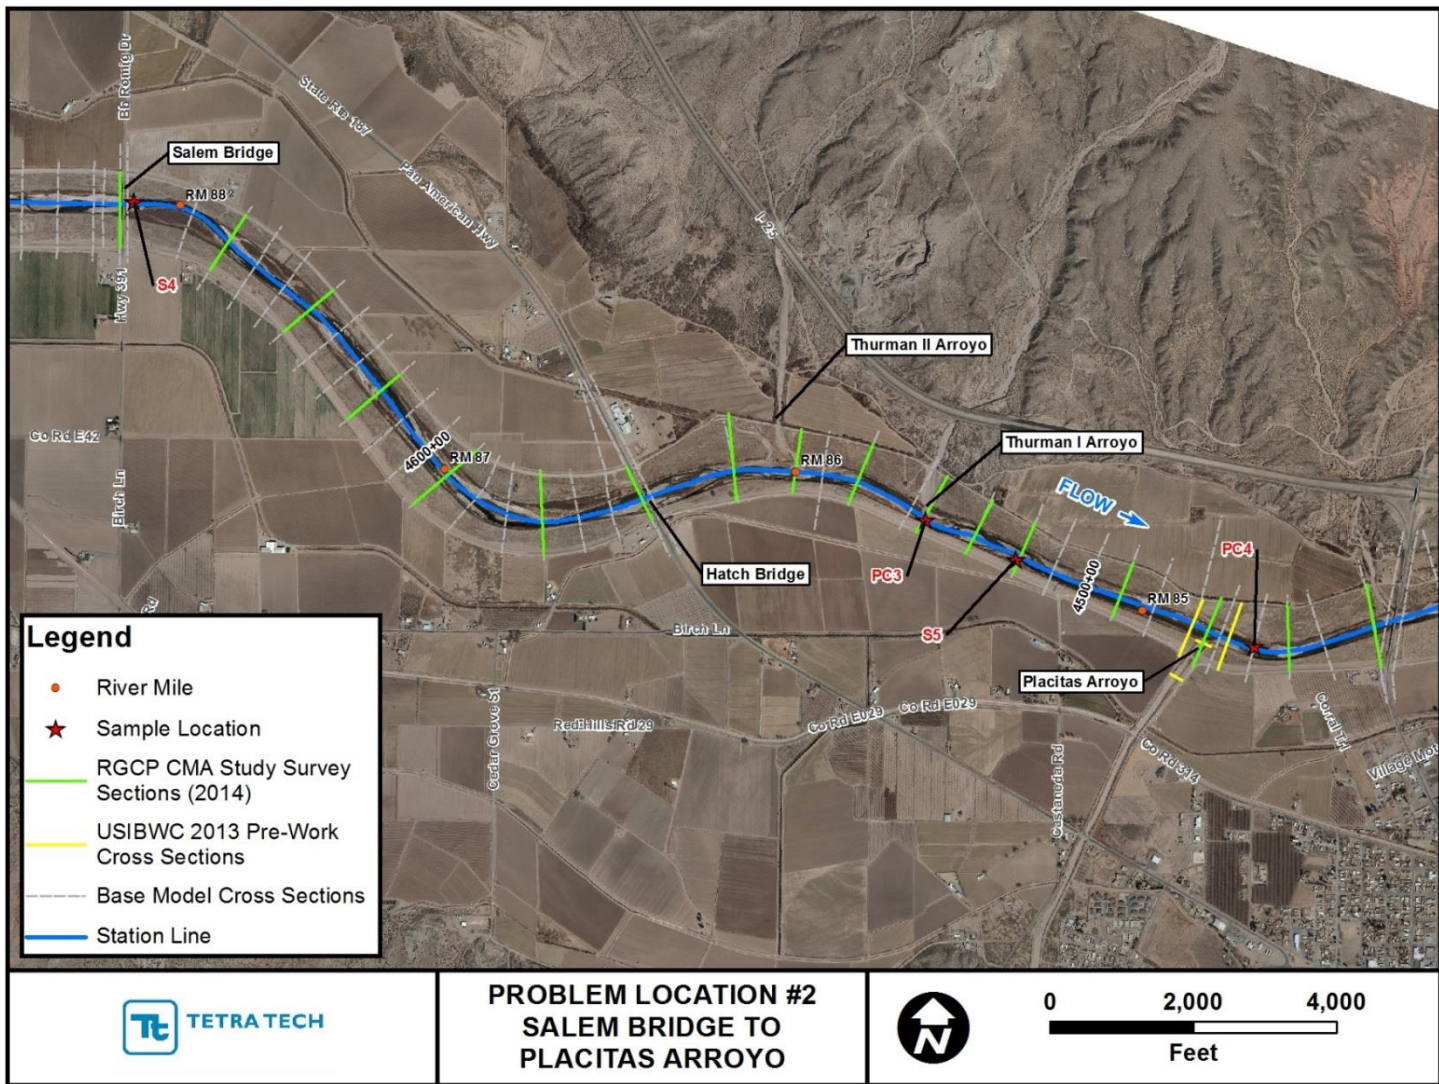 Bb Romig Dr
State Rte 187
Salem Bridge
Pan American Hwy
RM 88
I-25
S4
Hwy 391
Thurman II Arroyo
Co Rd E42
4600+00
RM 87
RM 86
Thurman I Arroyo
FLOW
Birch Ln
Hatch Bridge
PC3
PC4
4500+00
RM 85
S5
Birch Ln
Placitas Arroyo
Rd
Cedar Grove St
Red Hills Rd 29
Co Rd E029
Co Rd E029
Castaneda Rd
Co Rd 314
Corral Trl
Village Mot
Legend
River Mile
Sample Location
RGCP CMA Study Survey
Sections (2014)
USIBWC 2013 Pre-Work
Cross Sections
Base Model Cross Sections
Station Line
Tt TETRA TECH
PROBLEM LOCATION #2
SALEM BRIDGE TO
PLACITAS ARROYO
N
0 2,000 4,000
Feet